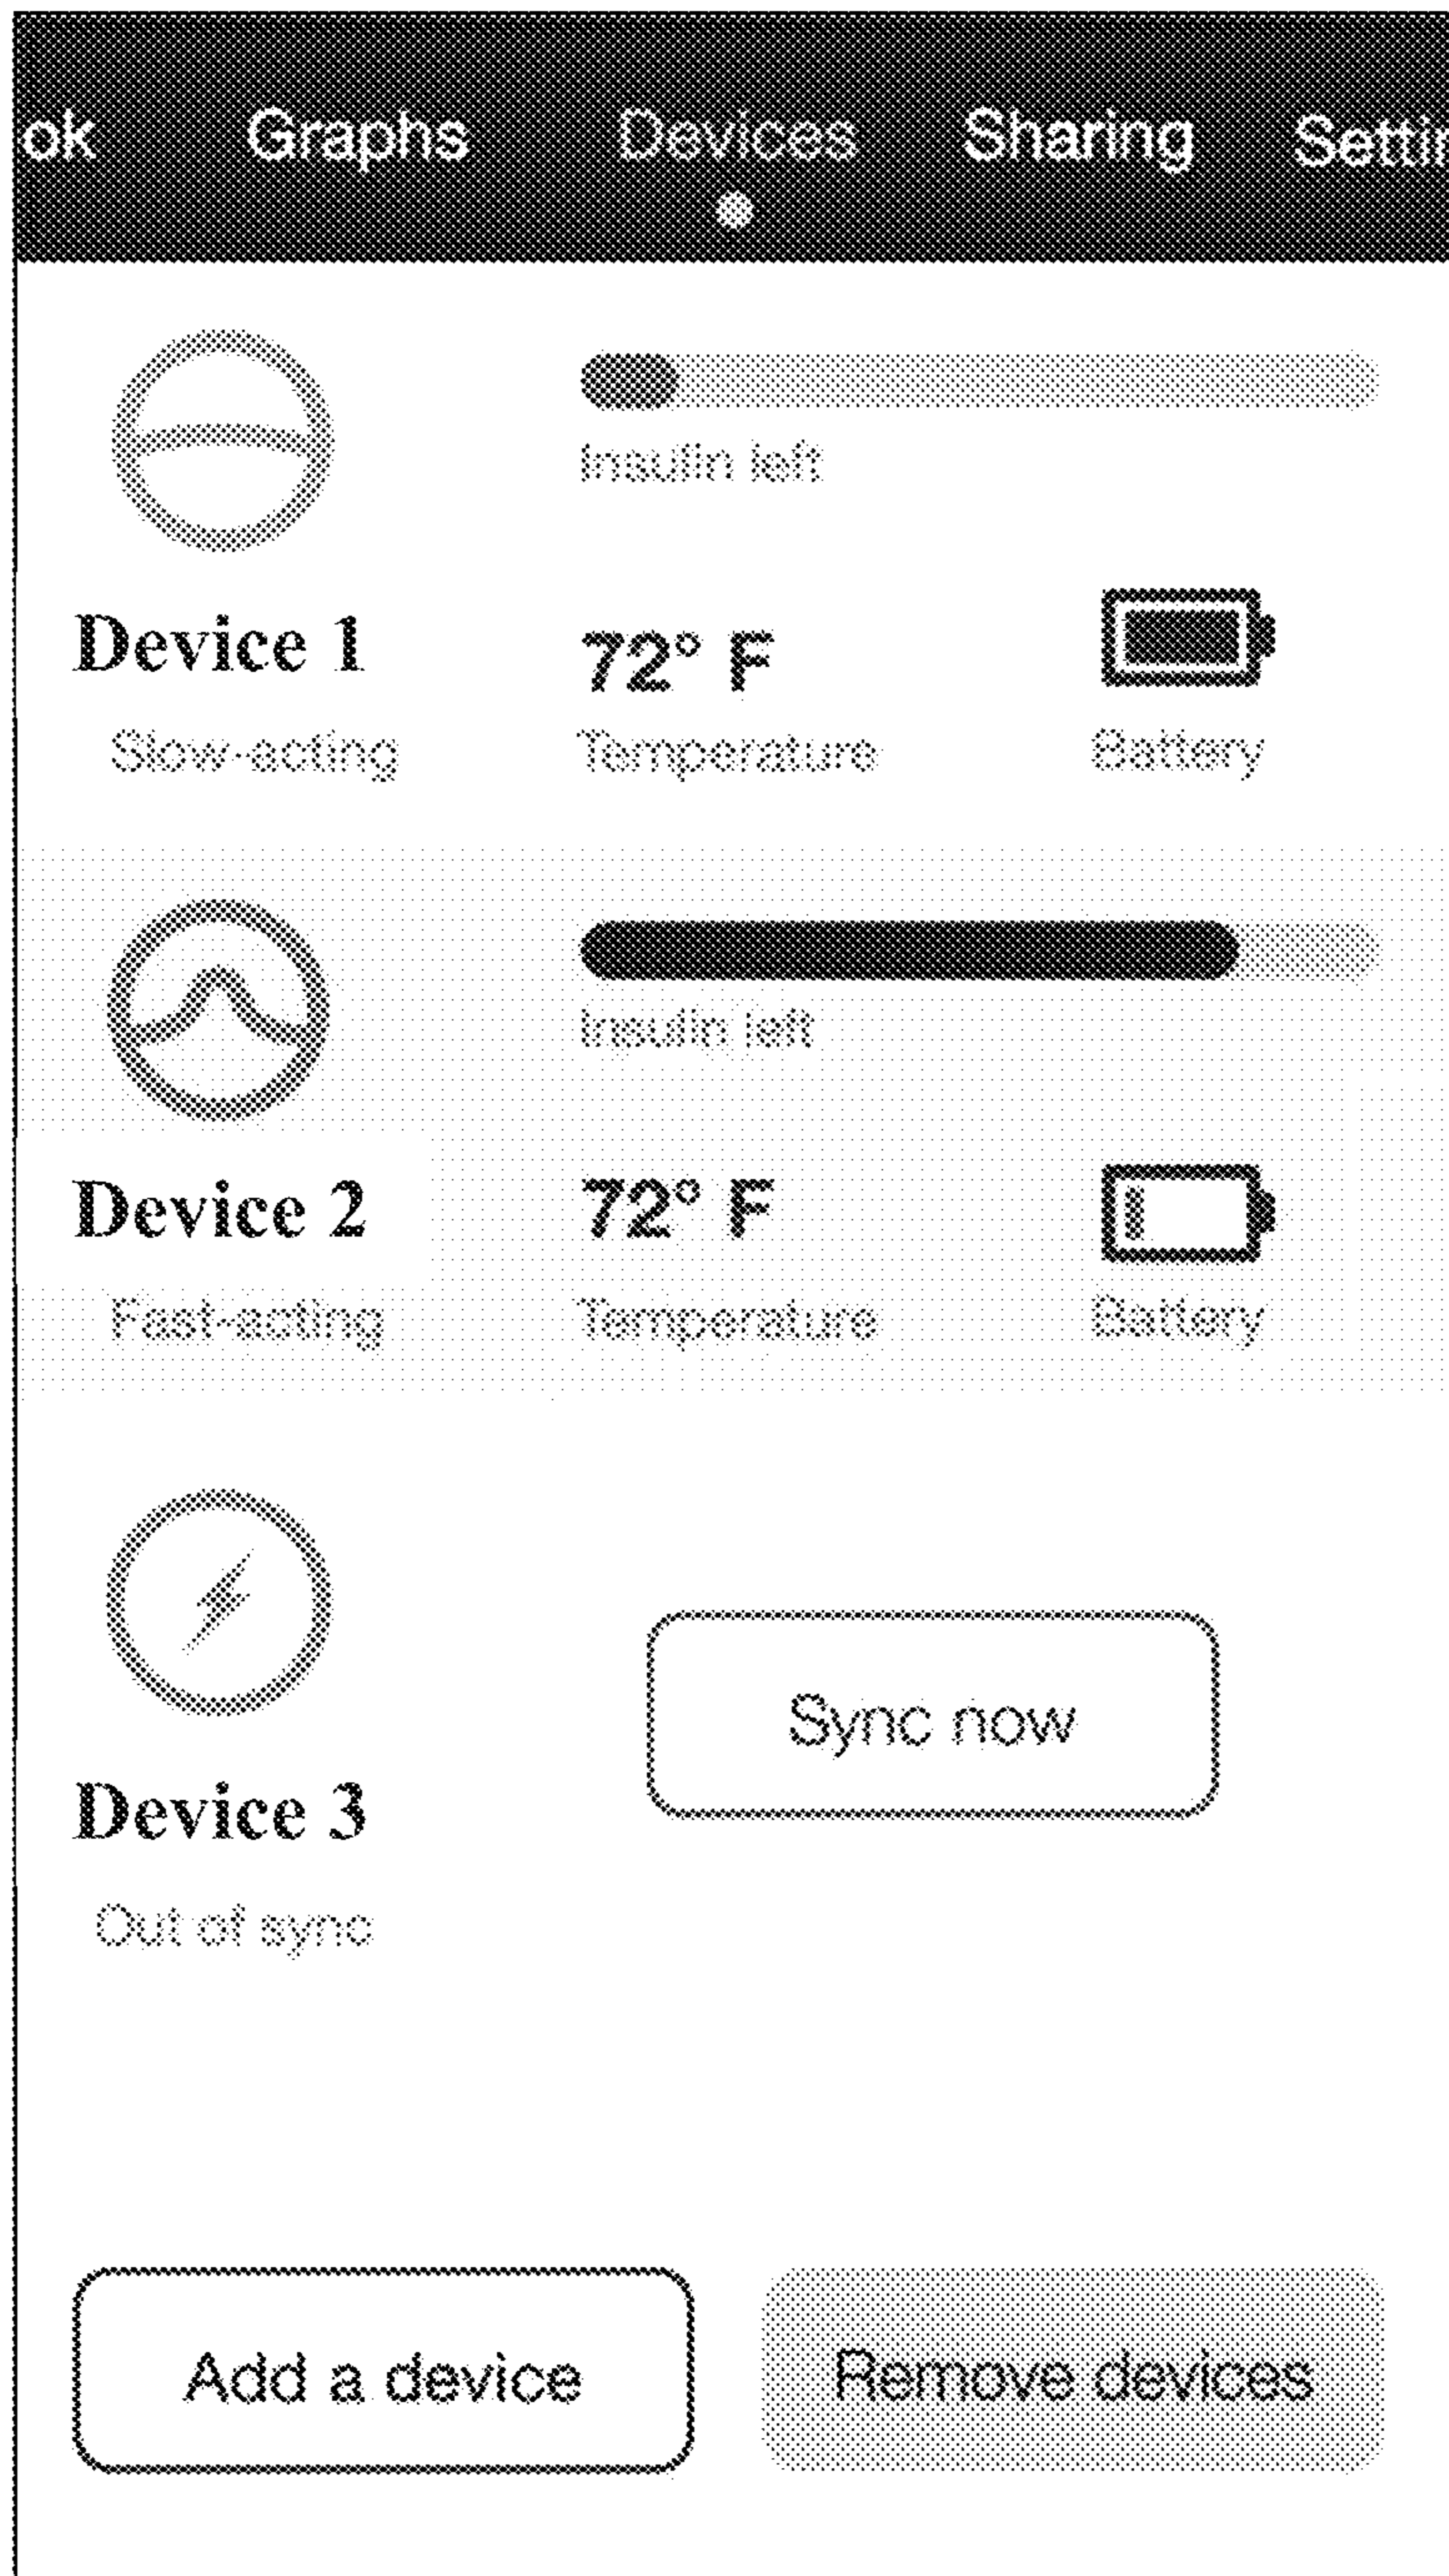 ok Graphs Devices Sharing Settin
Insulin left
Device 1 72° F
Slow-acting Temperature Battery
Insulin left
Device 2 72° F
Fast-acting Temperature Battery
Sync now
Device 3
Out of sync
Add a device Remove devices